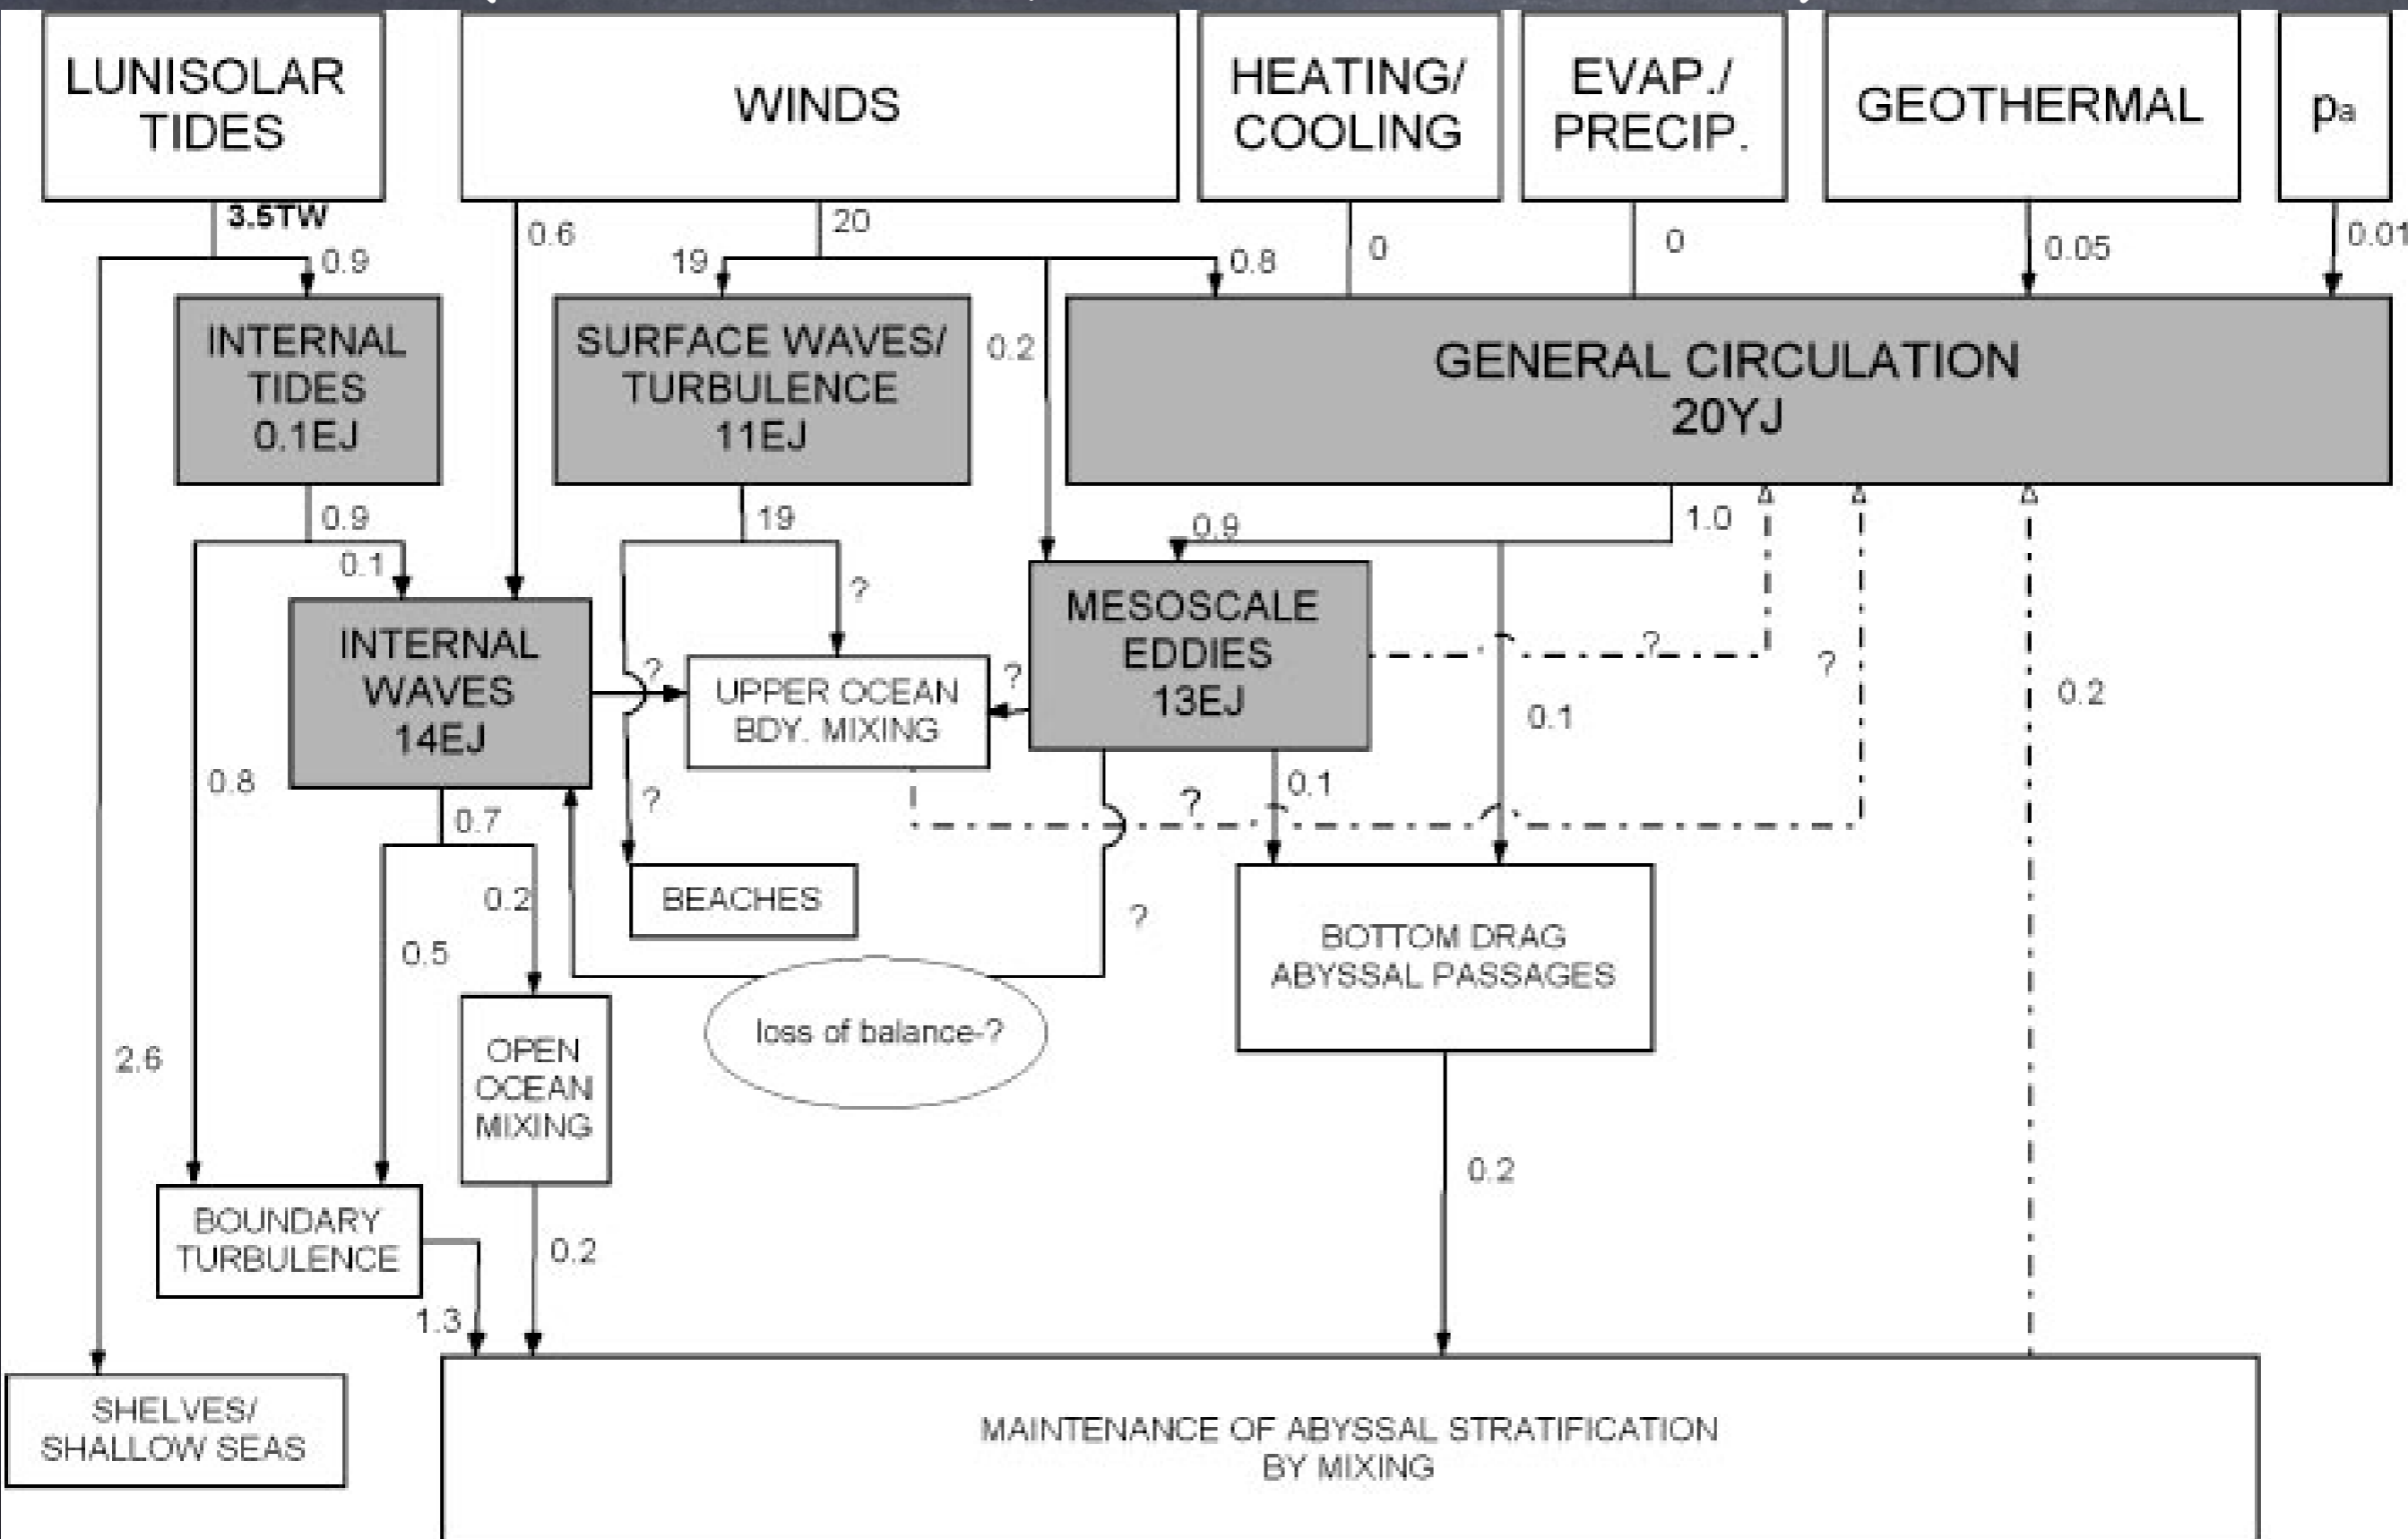 LUNISOLAR
TIDES
WINDS
HEATING/
COOLING
EVAP./
PRECIP.
GEOTHERMAL
pa
3.5TW
0.9
0.6
20
19
0.8
0
0
0.05
0.01
INTERNAL
TIDES
0.1EJ
SURFACE WAVES/
TURBULENCE
11EJ
0.2
GENERAL CIRCULATION
20YJ
0.9
0.1
19
?
0.9
1.0
INTERNAL
WAVES
14EJ
?
UPPER OCEAN
BDY. MIXING
?
MESOSCALE
EDDIES
13EJ
?
?
0.1
0.2
0.8
0.7
?
?
0.1
0.2
0.5
BEACHES
?
BOTTOM DRAG
ABYSSAL PASSAGES
loss of balance-?
OPEN
OCEAN
MIXING
2.6
0.2
BOUNDARY
TURBULENCE
0.2
1.3
SHELVES/
SHALLOW SEAS
MAINTENANCE OF ABYSSAL STRATIFICATION
BY MIXING